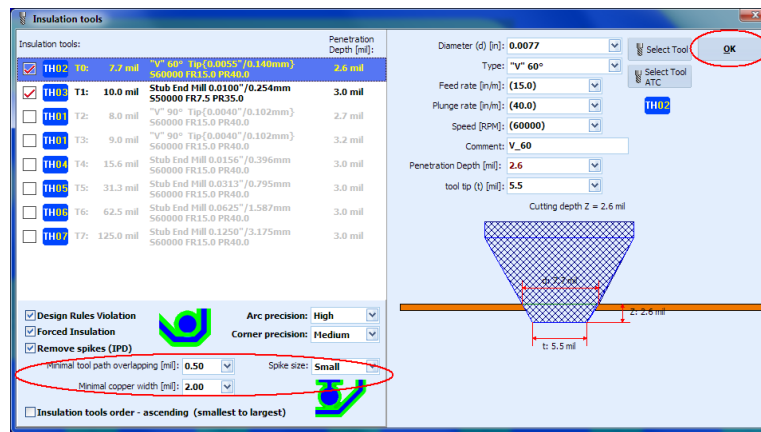 Insulation tools
Insulation tools:
Penetration
Depth [mil]:
TH02 T0: 7.7 mil "V" 60° Tip{0.0055"/0.140mm} 2.6 mil
S60000 FR15.0 PR40.0
TH03 T1: 10.0 mil Stub End Mill 0.0100"/0.254mm 3.0 mil
S50000 FR7.5 PR35.0
TH01 T2: 8.0 mil "V" 90° Tip{0.0040"/0.102mm} 2.7 mil
S60000 FR15.0 PR40.0
TH01 T3: 9.0 mil "V" 90° Tip{0.0040"/0.102mm} 3.2 mil
S60000 FR15.0 PR40.0
TH04 T4: 15.6 mil Stub End Mill 0.0156"/0.396mm 3.0 mil
S60000 FR15.0 PR40.0
TH05 T5: 31.3 mil Stub End Mill 0.0313"/0.795mm 3.0 mil
S60000 FR15.0 PR40.0
TH06 T6: 62.5 mil Stub End Mill 0.0625"/1.587mm 3.0 mil
S60000 FR15.0 PR40.0
TH07 T7: 125.0 mil Stub End Mill 0.1250"/3.175mm 3.0 mil
S60000 FR15.0 PR40.0
Design Rules Violation
Forced Insulation
Remove spikes (IPD)
Arc precision: High
Corner precision: Medium
Minimal tool path overlapping [mil]: 0.50
Spike size: Small
Minimal copper width [mil]: 2.00
Insulation tools order - ascending (smallest to largest)
Diameter (d) [in]: 0.0077
Type: "V" 60°
Feed rate [in/m]: (15.0)
Plunge rate [in/m]: (40.0)
Speed [RPM]: (60000)
Comment: V_60
Penetration Depth [mil]: 2.6
tool tip (t) [mil]: 5.5
Select Tool
OK
Select Tool
ATC
TH02
Cutting depth Z = 2.6 mil
d: 7.7 mil
Z: 2.6 mil
t: 5.5 mil